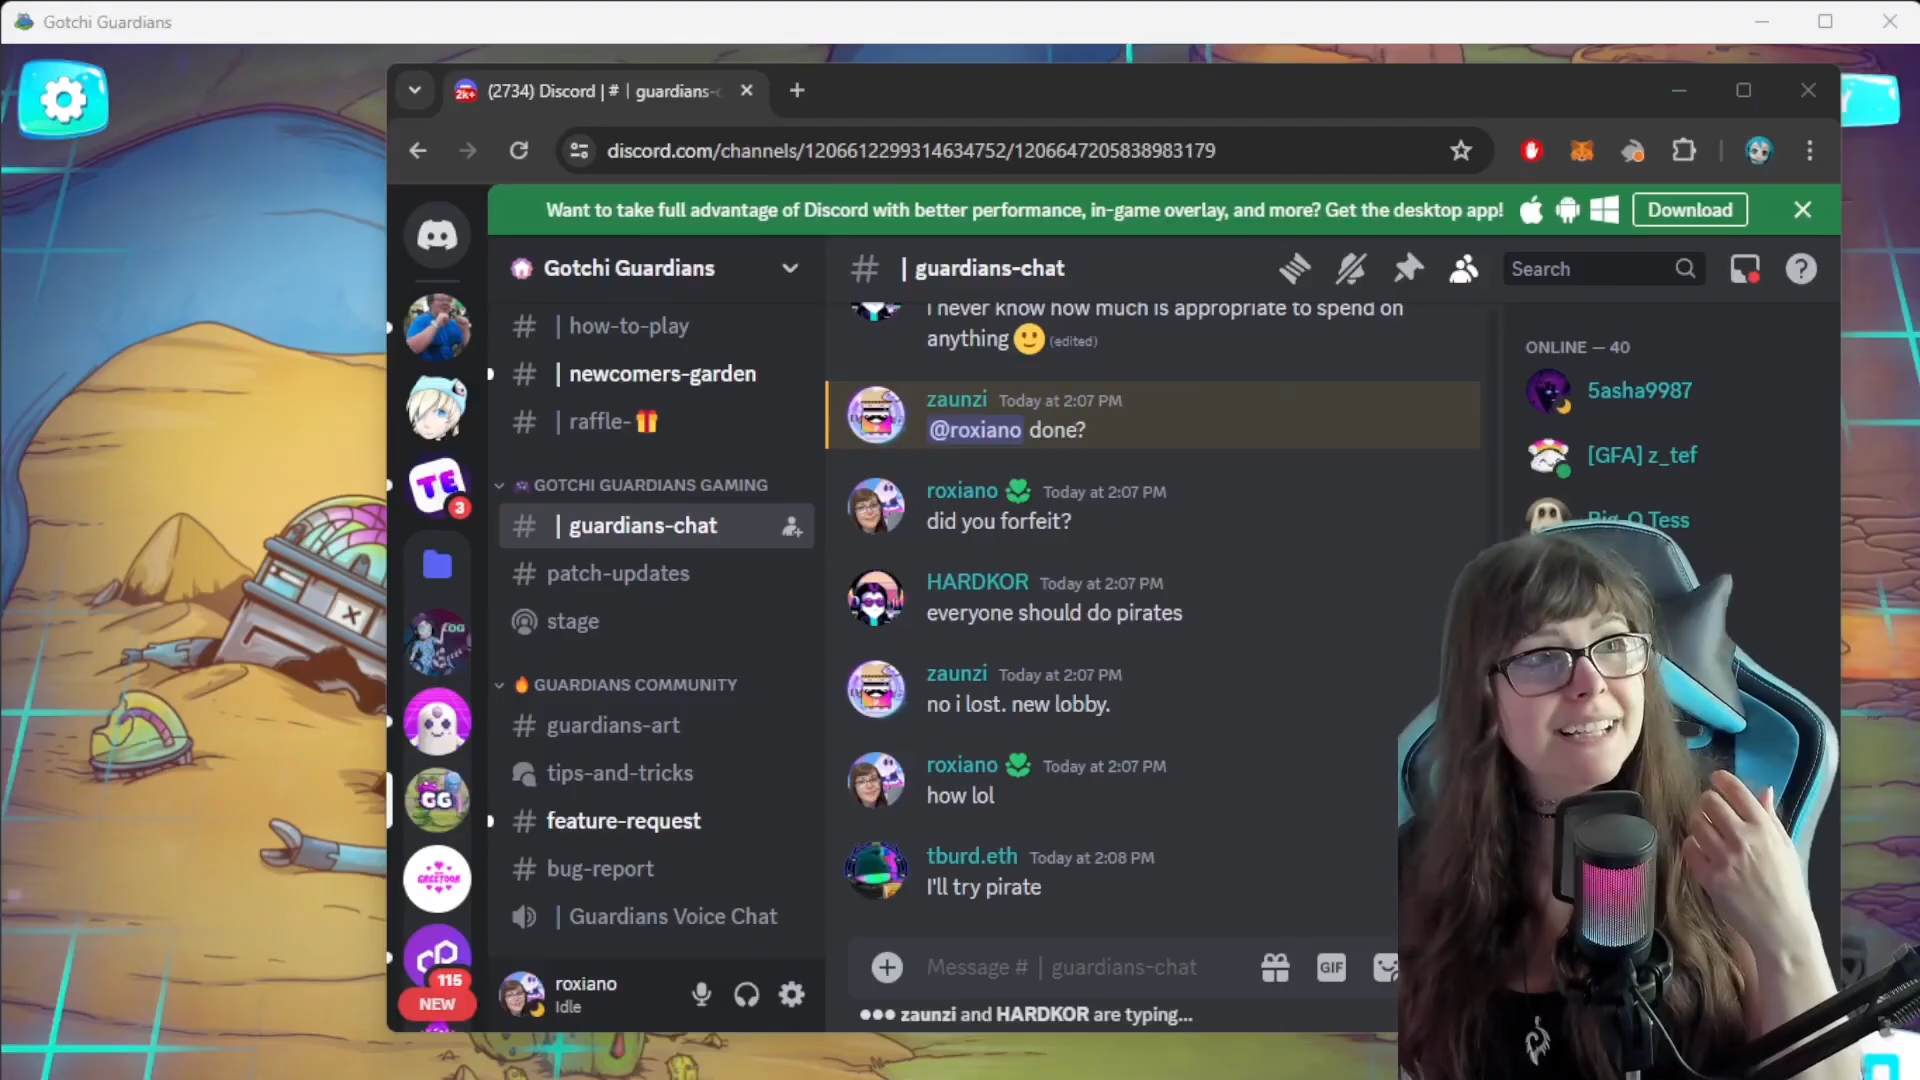 Gotchi Guardians
2k+
(2734) Discord | # | guardians-c
discord.com/channels/1206612299314634752/1206647205838983179
Want to take full advantage of Discord with better performance, in-game overlay, and more? Get the desktop app!
Download
Gotchi Guardians
| guardians-chat
Search
| how-to-play
| newcomers-garden
| raffle-
GOTCHI GUARDIANS GAMING
| guardians-chat
patch-updates
stage
GUARDIANS COMMUNITY
guardians-art
tips-and-tricks
feature-request
bug-report
| Guardians Voice Chat
TE
3
GG
115
NEW
roxiano
Idle
I never know how much is appropriate to spend on
anything 🙂 (edited)
zaunzi Today at 2:07 PM
@roxiano done?
roxiano Today at 2:07 PM
did you forfeit?
HARDKOR Today at 2:07 PM
everyone should do pirates
zaunzi Today at 2:07 PM
no i lost. new lobby.
roxiano Today at 2:07 PM
how lol
tburd.eth Today at 2:08 PM
I'll try pirate
Message # | guardians-chat
GIF
zaunzi and HARDKOR are typing...
ONLINE — 40
5asha9987
[GFA] z_tef
Big_O Tess